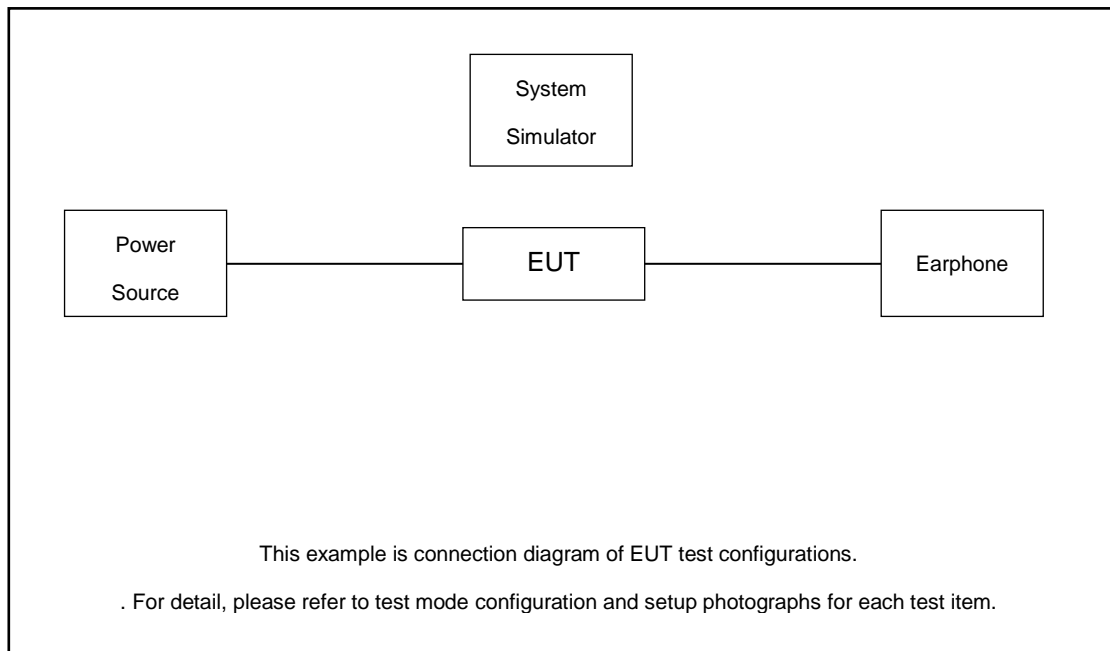 System
Simulator
Power
Source
EUT
Earphone
This example is connection diagram of EUT test configurations.
. For detail, please refer to test mode configuration and setup photographs for each test item.